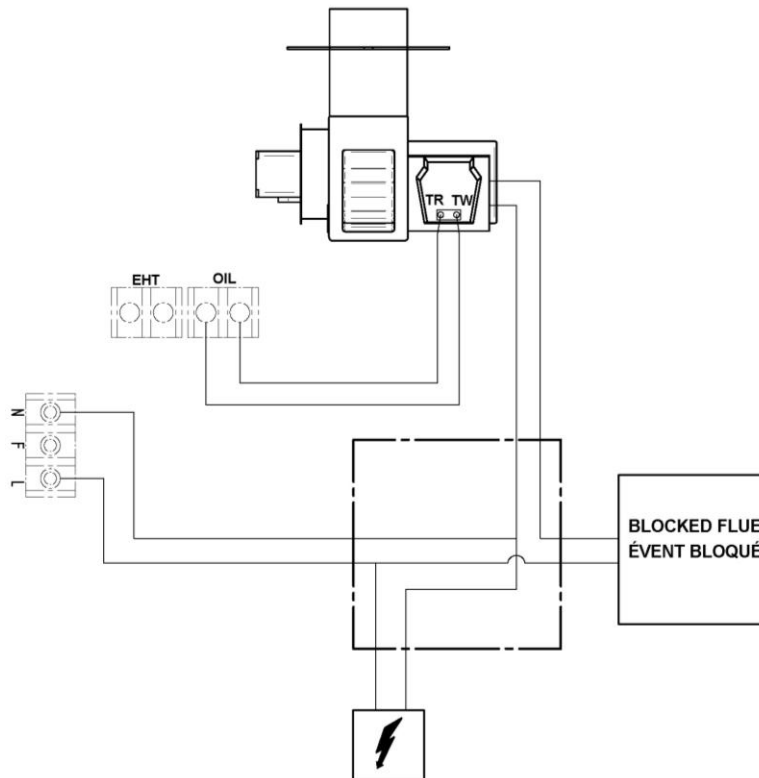 TR TW
EHT OIL
N
F
L
BLOCKED FLUE
ÉVENT BLOQUÉ